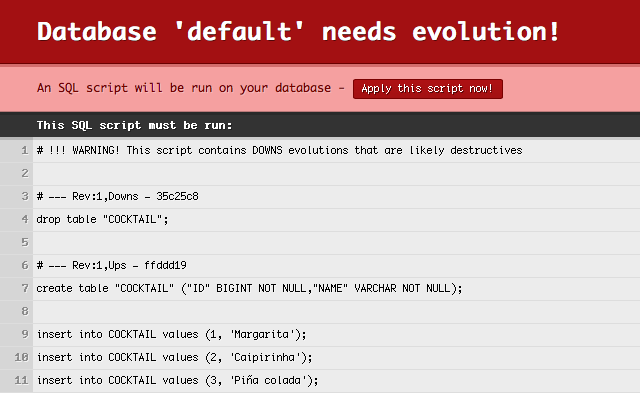 Database 'default' needs evolution!
An SQL script will be run on your database - Apply this script now!
This SQL script must be run:
1 # !!! WARNING! This script contains DOWNS evolutions that are likely destructives
2
3 # --- Rev:1,Downs - 35c25c8
4 drop table "COCKTAIL";
5
6 # --- Rev:1,Ups - ffddd19
7 create table "COCKTAIL" ("ID" BIGINT NOT NULL,"NAME" VARCHAR NOT NULL);
8
9 insert into COCKTAIL values (1, 'Margarita');
10 insert into COCKTAIL values (2, 'Caipirinha');
11 insert into COCKTAIL values (3, 'Piña colada');